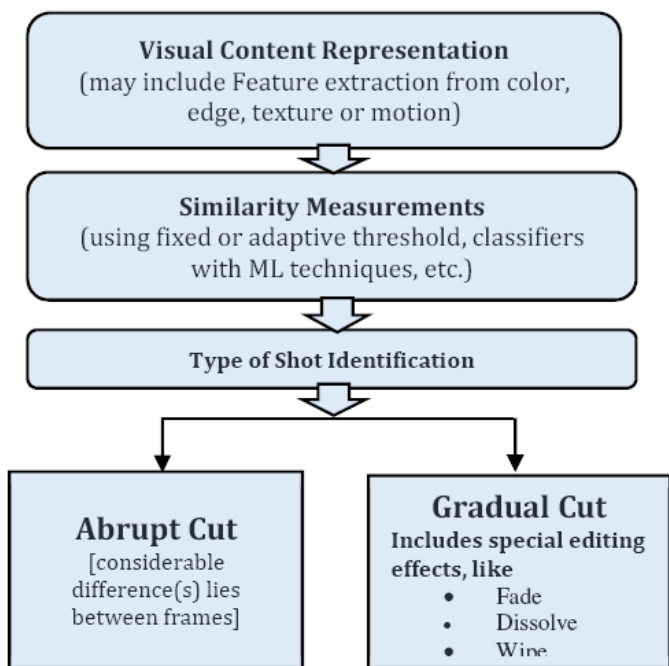 Visual Content Representation
(may include Feature extraction from color,
edge, texture or motion)
Similarity Measurements
(using fixed or adaptive threshold, classifiers
with ML techniques, etc.)
Type of Shot Identification
Abrupt Cut
[considerable
difference(s) lies
between frames]
Gradual Cut
Includes special editing
effects, like
• Fade
• Dissolve
• Wipe